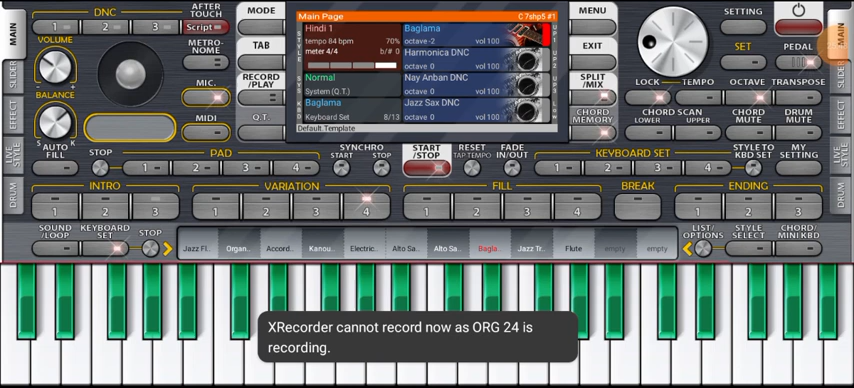 DNC
AFTER
TOUCH
1 2 3
Script
VOLUME
METRO-
NOME
MIC.
BALANCE
S K
MIDI
AUTO
FILL
STOP
MAIN
SLIDER
EFFECT
LIVE
STYLE
DRUM
MODE
TAB
RECORD
/PLAY
Q.T.
Main Page C 7shp5 #1
STYLE
Hindi 1
tempo 84 bpm 70%
meter 4/4 b/# 0
SYS
Normal
System (Q.T.)
KBD
Baglama
Keyboard Set 8/13
Baglama
octave -2 vol 100
UP1
Harmonica DNC
octave 0 vol 100
UP2
Nay Anban DNC
octave 0 vol 100
UP3
Jazz Sax DNC
octave 0 vol 100
Low
Default Template
MENU
EXIT
SPLIT
/MIX
CHORD
MEMORY
SETTING
SET
PEDAL
LOCK TEMPO OCTAVE TRANSPOSE
CHORD SCAN
LOWER UPPER
CHORD
MUTE
DRUM
MUTE
MAIN
SLIDER
EFFECT
LIVE
STYLE
DRUM
PAD
1 2 3 4
SYNCHRO
START STOP
START
/STOP
RESET
TAP TEMPO
FADE
IN/OUT
KEYBOARD SET
1 2 3 4
STYLE TO
KBD SET
MY
SETTING
INTRO
1 2 3
VARIATION
1 2 3 4
FILL
1 2 3 4
BREAK
ENDING
1 2 3
SOUND
/LOOP
KEYBOARD
SET
STOP
Jazz Fl.. Organ.. Accord.. Kanou.. Electric.. Alto Sa.. Alto Sa.. Bagla.. Jazz Tr.. Flute empty empty
LIST/
OPTIONS
STYLE
SELECT
CHORD/
MINI KBD
XRecorder cannot record now as ORG 24 is
recording.